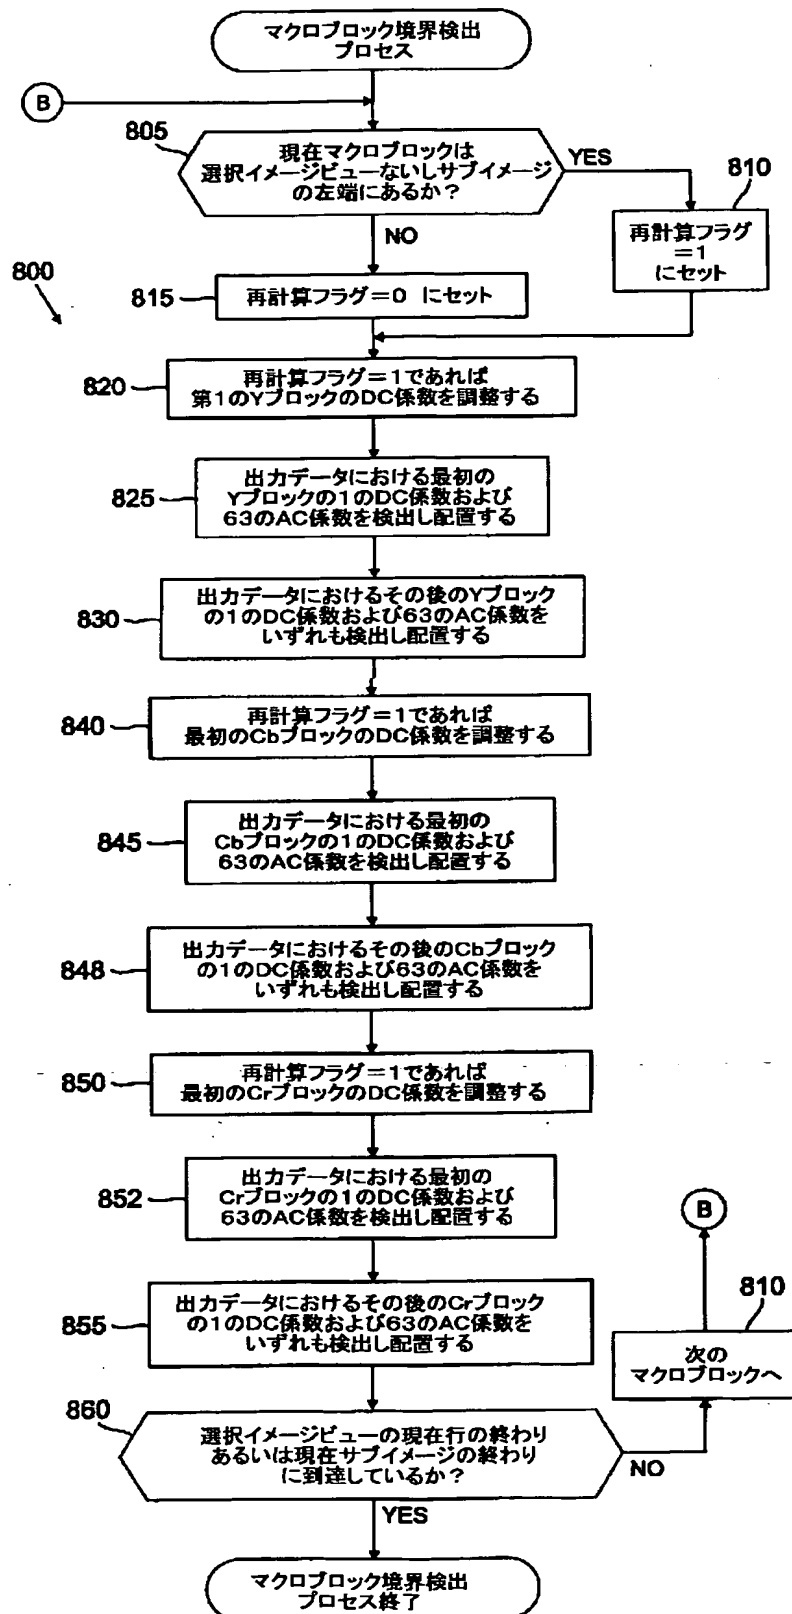 マクロブロック境界検出
プロセス
B
805
現在マクロブロックは
選択イメージビューないしサブイメージ
の左端にあるか？
YES
810
再計算フラグ
＝1
にセット
NO
800
815
再計算フラグ＝0 にセット
820
再計算フラグ＝1であれば
第1のYブロックのDC係数を調整する
825
出力データにおける最初の
Yブロックの1のDC係数および
63のAC係数を検出し配置する
830
出力データにおけるその後のYブロック
の1のDC係数および63のAC係数を
いずれも検出し配置する
840
再計算フラグ＝1であれば
最初のCbブロックのDC係数を調整する
845
出力データにおける最初の
Cbブロックの1のDC係数および
63のAC係数を検出し配置する
848
出力データにおけるその後のCbブロック
の1のDC係数および63のAC係数を
いずれも検出し配置する
850
再計算フラグ＝1であれば
最初のCrブロックのDC係数を調整する
852
出力データにおける最初の
Crブロックの1のDC係数および
63のAC係数を検出し配置する
B
855
出力データにおけるその後のCrブロック
の1のDC係数および63のAC係数を
いずれも検出し配置する
810
次の
マクロブロックへ
860
選択イメージビューの現在行の終わり
あるいは現在サブイメージの終わり
に到達しているか？
NO
YES
マクロブロック境界検出
プロセス終了